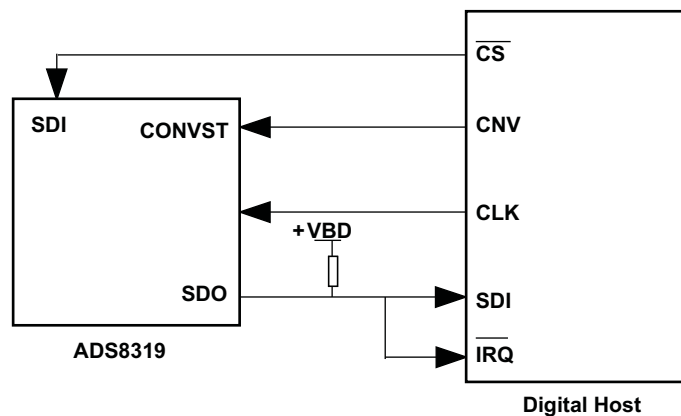 CS
SDI
CONVST
CNV
CLK
+VBD
SDO
SDI
IRQ
ADS8319
Digital Host